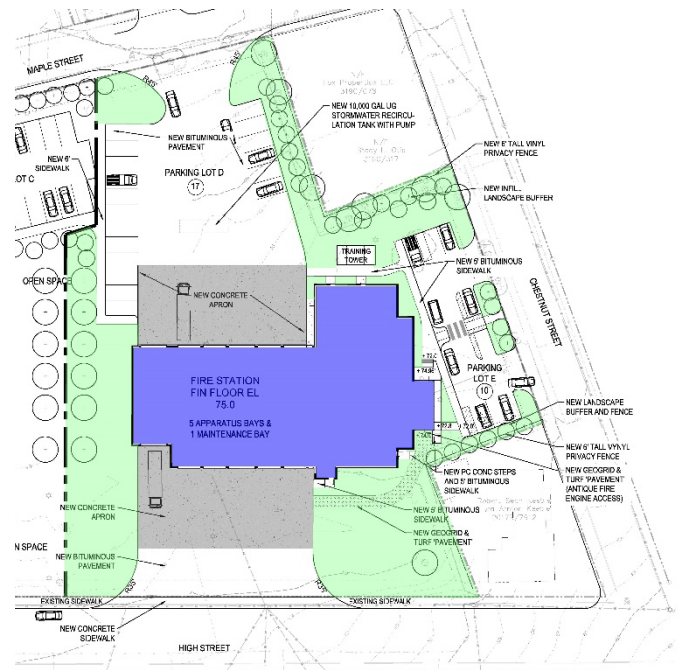 MAPLE STREET
R45'
R45'
NEW 10,000 GAL UG
STORMWATER RECIRCU-
LATION TANK WITH PUMP
NEW BITUMINOUS
PAVEMENT
NEW 6'
SIDEWALK
LOT C
PARKING LOT D
17
NEW 6' TALL VINYL
PRIVACY FENCE
NEW INFILL
LANDSCAPE BUFFER
TRAINING
TOWER
NEW 5' BITUMINOUS
SIDEWALK
OPEN SPACE
NEW CONCRETE
APRON
CHESTNUT STREET
PARKING
LOT E
10
FIRE STATION
FIN FLOOR EL
75.0
5 APPARATUS BAYS &
1 MAINTENANCE BAY
NEW LANDSCAPE
BUFFER AND FENCE
NEW 6' TALL VYNYL
PRIVACY FENCE
NEW GEOGRID &
TURF 'PAVEMENT'
(ANTIQUE FIRE
ENGINE ACCESS)
NEW PC CONC STEPS
AND 5' BITUMINOUS
SIDEWALK
NEW CONCRETE
APRON
NEW 5' BITUMINOUS
SIDEWALK
NEW GEOGRID &
TURF 'PAVEMENT'
N SPACE
NEW BITUMINOUS
PAVEMENT
R35'
R35'
EXISTING SIDEWALK
EXISTING SIDEWALK
NEW CONCRETE
SIDEWALK
HIGH STREET